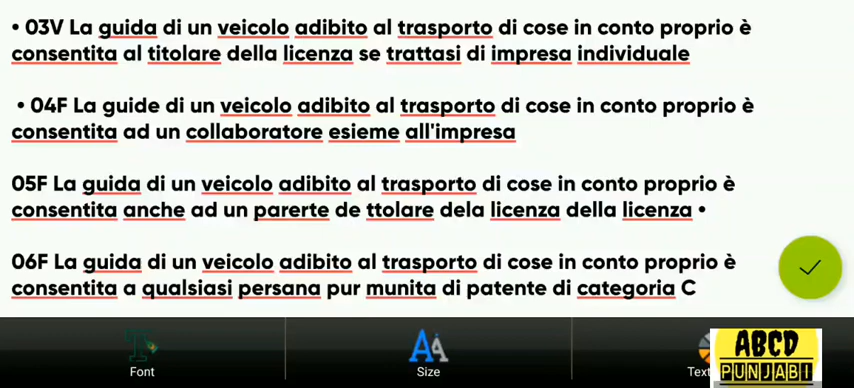 • 03V La guida di un veicolo adibito al trasporto di cose in conto proprio è
consentita al titolare della licenza se trattasi di impresa individuale
• 04F La guide di un veicolo adibito al trasporto di cose in conto proprio è
consentita ad un collaboratore esieme all'impresa
05F La guida di un veicolo adibito al trasporto di cose in conto proprio è
consentita anche ad un parerte de ttolare dela licenza della licenza •
06F La guida di un veicolo adibito al trasporto di cose in conto proprio è
consentita a qualsiasi persana pur munita di patente di categoria C
Font
Size
Text
ABCD
PUNJABI